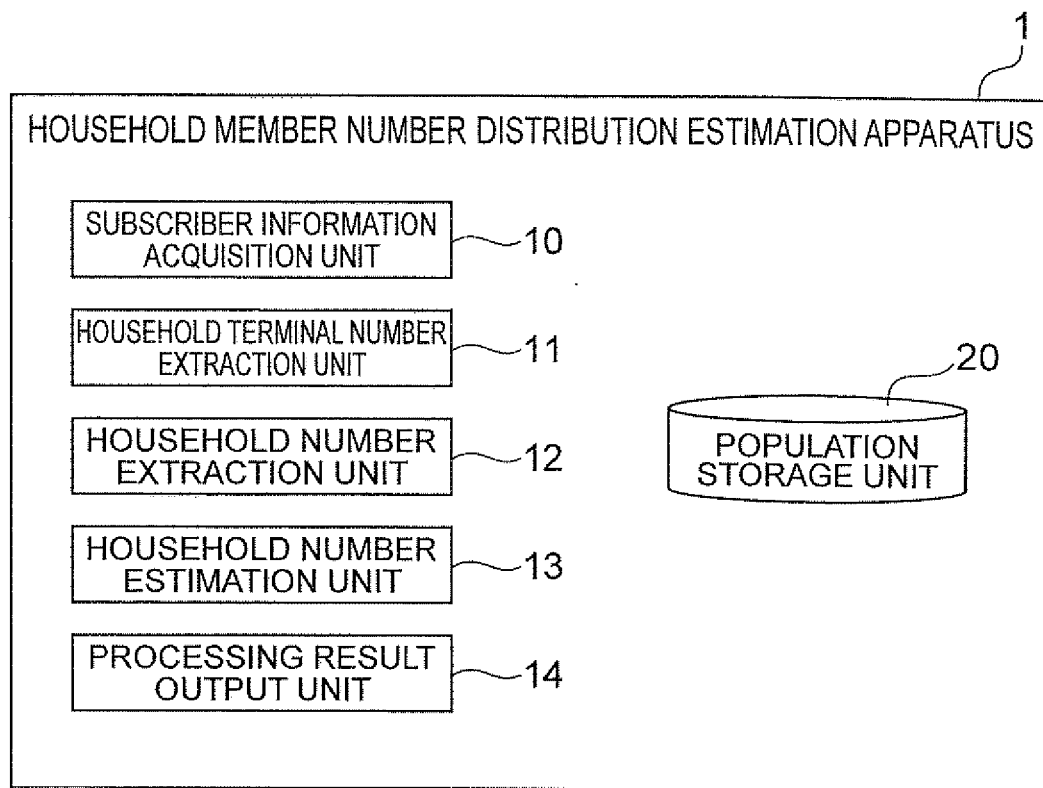 1
HOUSEHOLD MEMBER NUMBER DISTRIBUTION ESTIMATION APPARATUS
SUBSCRIBER INFORMATION
ACQUISITION UNIT
10
HOUSEHOLD TERMINAL NUMBER
EXTRACTION UNIT
11
HOUSEHOLD NUMBER
EXTRACTION UNIT
12
HOUSEHOLD NUMBER
ESTIMATION UNIT
13
PROCESSING RESULT
OUTPUT UNIT
14
20
POPULATION
STORAGE UNIT